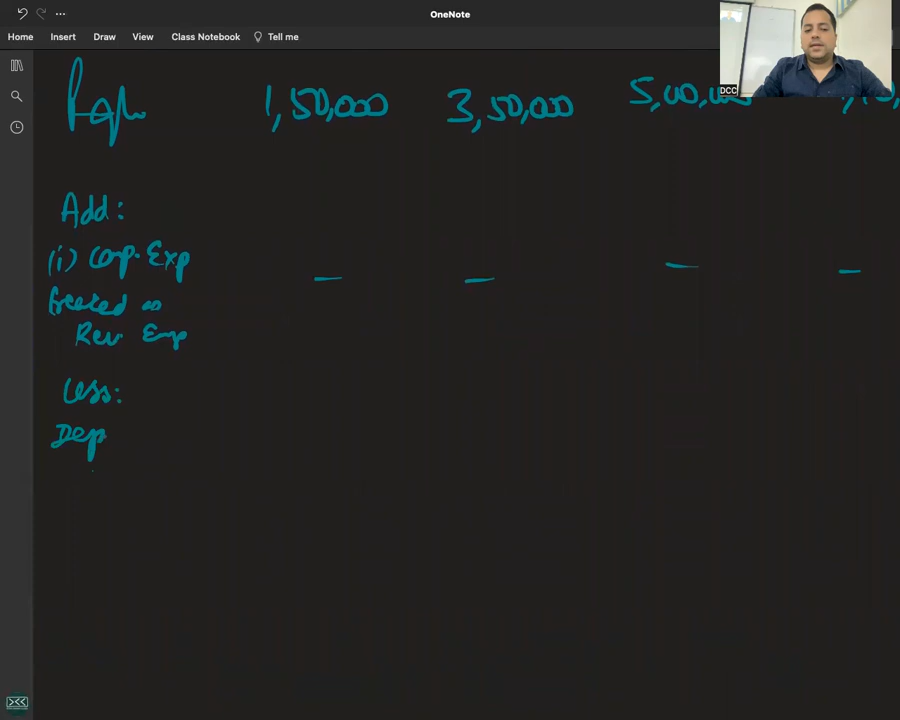 OneNote
Home Insert Draw View Class Notebook Tell me
DCC
1,50,000 3,50,000 5,00,000
Add:
(i) Cap. Exp
treated as
Rev. Exp
Less:
Dep